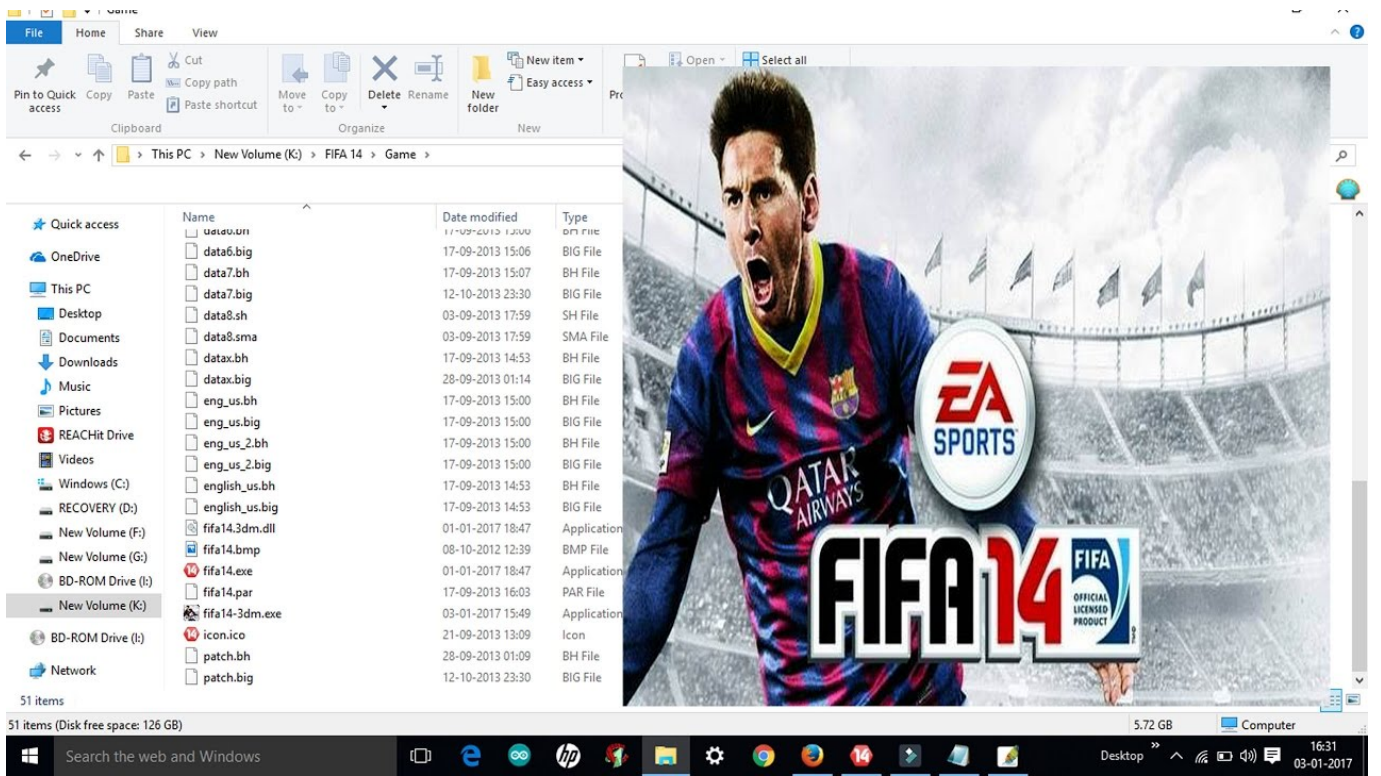 Game
File Home Share View
Pin to Quick access
Copy
Paste
Cut
Copy path
Paste shortcut
Move to
Copy to
Delete
Rename
New folder
New item
Easy access
Open
Select all
Clipboard Organize New
This PC > New Volume (K:) > FIFA 14 > Game >
Name Date modified Type
Quick access
OneDrive
This PC
Desktop
Documents
Downloads
Music
Pictures
REACHit Drive
Videos
Windows (C:)
RECOVERY (D:)
New Volume (F:)
New Volume (G:)
BD-ROM Drive (I:)
New Volume (K:)
BD-ROM Drive (I:)
Network
data6.bh 17-09-2013 15:06 BH File
data6.big 17-09-2013 15:06 BIG File
data7.bh 17-09-2013 15:07 BH File
data7.big 12-10-2013 23:30 BIG File
data8.sh 03-09-2013 17:59 SH File
data8.sma 03-09-2013 17:59 SMA File
datax.bh 17-09-2013 14:53 BH File
datax.big 28-09-2013 01:14 BIG File
eng_us.bh 17-09-2013 15:00 BH File
eng_us.big 17-09-2013 15:00 BIG File
eng_us_2.bh 17-09-2013 15:00 BH File
eng_us_2.big 17-09-2013 15:00 BIG File
english_us.bh 17-09-2013 14:53 BH File
english_us.big 17-09-2013 14:53 BIG File
fifa14.3dm.dll 01-01-2017 18:47 Application
fifa14.bmp 08-10-2012 12:39 BMP File
fifa14.exe 01-01-2017 18:47 Application
fifa14.par 17-09-2013 16:03 PAR File
fifa14-3dm.exe 03-01-2017 15:49 Application
icon.ico 21-09-2013 13:09 Icon
patch.bh 28-09-2013 01:09 BH File
patch.big 12-10-2013 23:30 BIG File
QATAR
AIRWAYS
EA
SPORTS
FIFA 14
FIFA
OFFICIAL
LICENSED
PRODUCT
51 items
51 items (Disk free space: 126 GB) 5.72 GB Computer
Search the web and Windows
hp
14
Desktop
16:31
03-01-2017